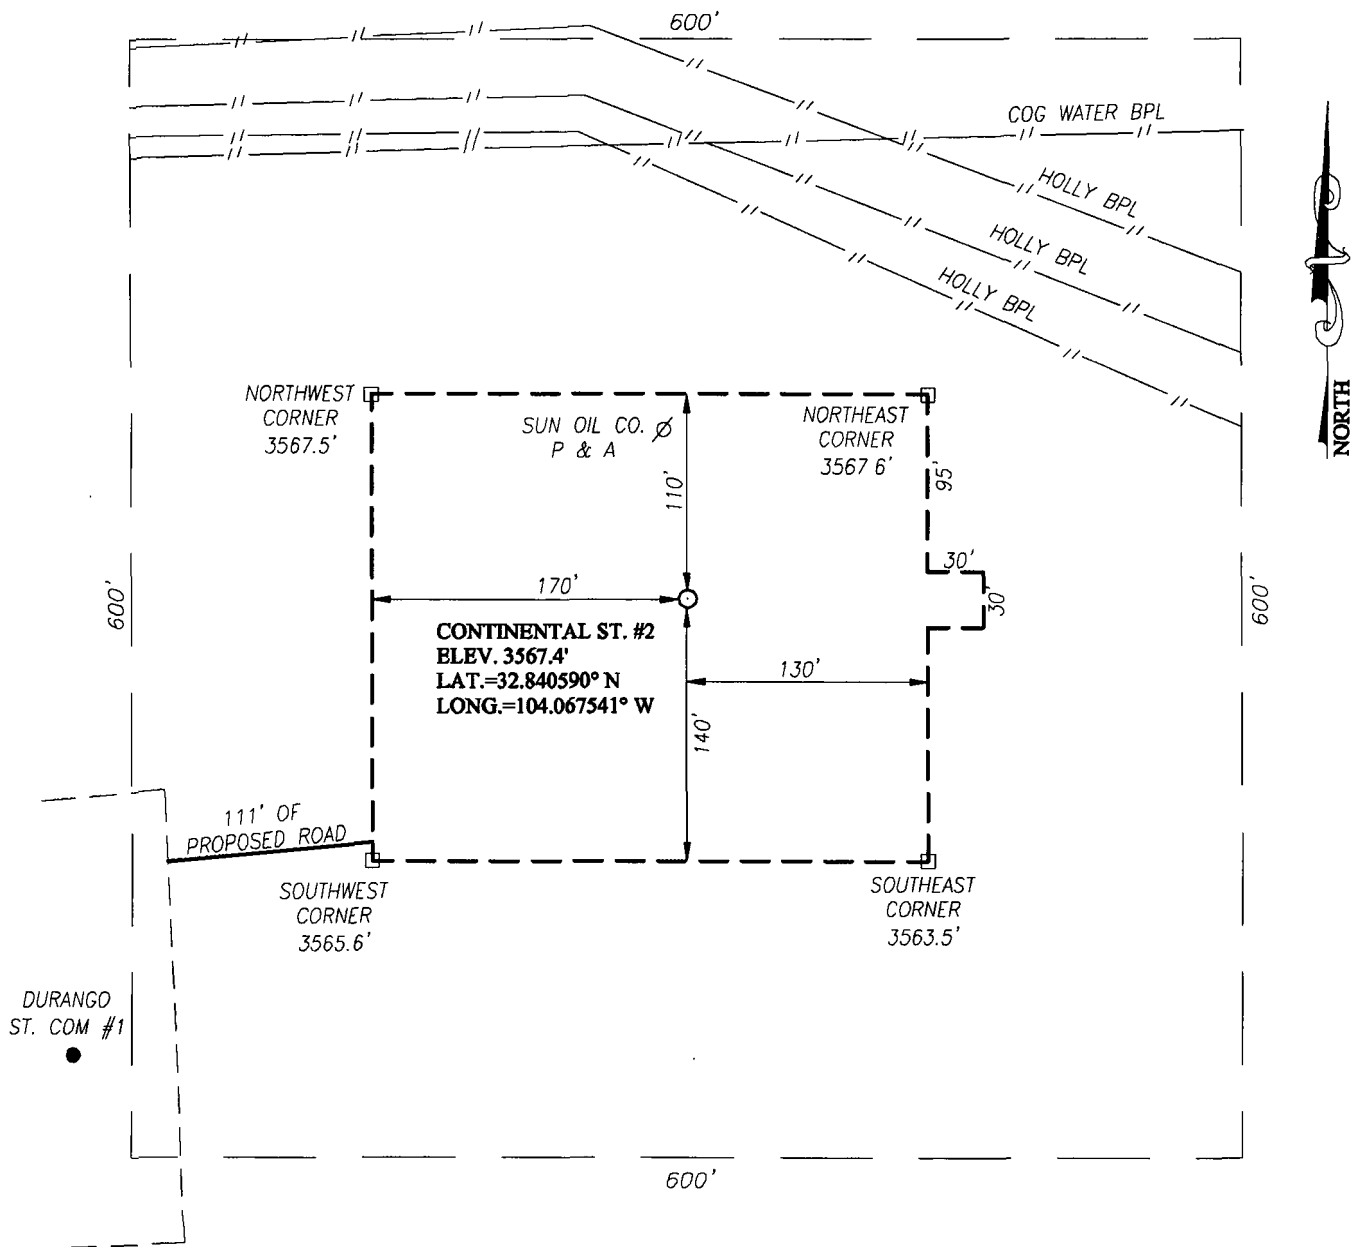 600'
COG WATER BPL
HOLLY BPL
HOLLY BPL
HOLLY BPL
NORTH
NORTHWEST
CORNER
3567.5'
SUN OIL CO.
P & A
NORTHEAST
CORNER
3567 6'
110'
95'
30'
30'
600'
170'
600'
CONTINENTAL ST. #2
ELEV. 3567.4'
LAT.=32.840590° N
LONG.=104.067541° W
130'
140'
111' OF
PROPOSED ROAD
SOUTHWEST
CORNER
3565.6'
SOUTHEAST
CORNER
3563.5'
DURANGO
ST. COM #1
600'